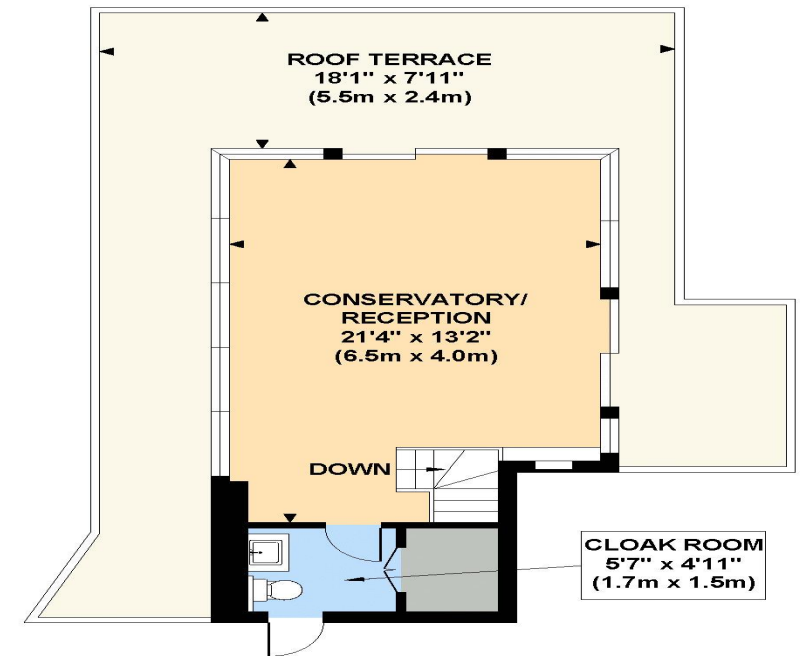 ROOF TERRACE
18'1" x 7'11"
(5.5m x 2.4m)
CONSERVATORY/
RECEPTION
21'4" x 13'2"
(6.5m x 4.0m)
DOWN
CLOAK ROOM
5'7" x 4'11"
(1.7m x 1.5m)